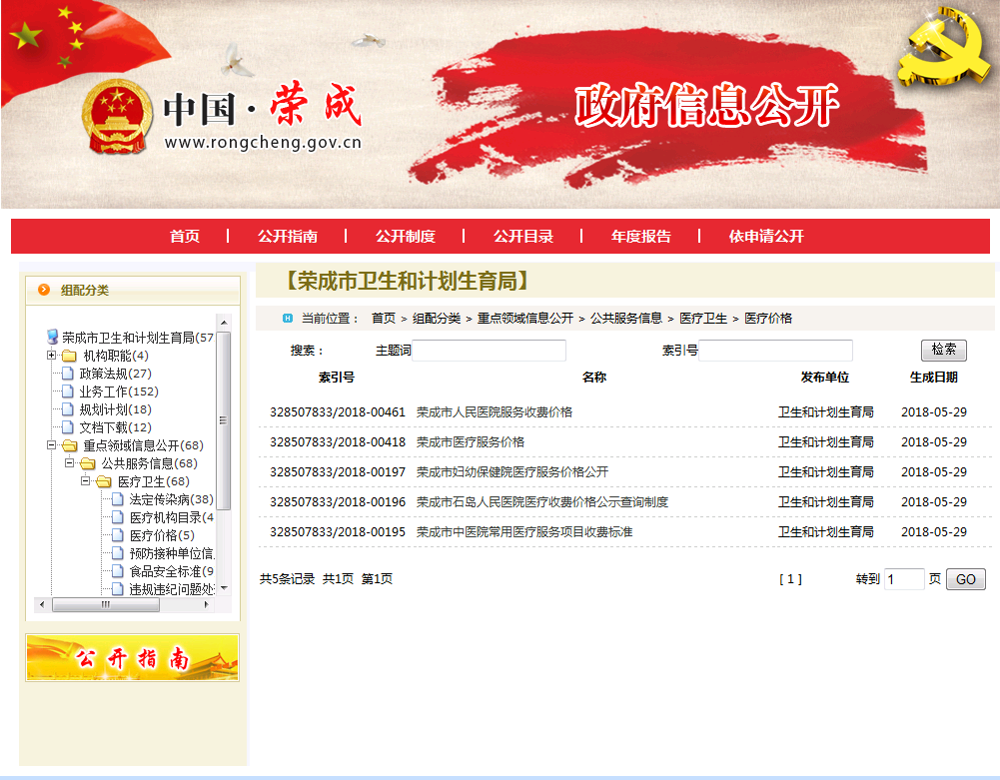 中国·荣成
www.rongcheng.gov.cn
政府信息公开
首页 | 公开指南 | 公开制度 | 公开目录 | 年度报告 | 依申请公开
组配分类
荣成市卫生和计划生育局(57
机构职能(4)
政策法规(27)
业务工作(152)
规划计划(18)
文档下载(12)
重点领域信息公开(68)
公共服务信息(68)
医疗卫生(68)
法定传染病(38)
医疗机构目录(4
医疗价格(5)
预防接种单位信
食品安全标准(9
违规违纪问题处
公开指南
【荣成市卫生和计划生育局】
当前位置： 首页 > 组配分类 > 重点领域信息公开 > 公共服务信息 > 医疗卫生 > 医疗价格
搜索： 主题词 索引号 检索
索引号 名称 发布单位 生成日期
328507833/2018-00461 荣成市人民医院服务收费价格 卫生和计划生育局 2018-05-29
328507833/2018-00418 荣成市医疗服务价格 卫生和计划生育局 2018-05-29
328507833/2018-00197 荣成市妇幼保健院医疗服务价格公开 卫生和计划生育局 2018-05-29
328507833/2018-00196 荣成市石岛人民医院医疗收费价格公示查询制度 卫生和计划生育局 2018-05-29
328507833/2018-00195 荣成市中医院常用医疗服务项目收费标准 卫生和计划生育局 2018-05-29
共5条记录 共1页 第1页 [ 1 ] 转到 1 页 GO